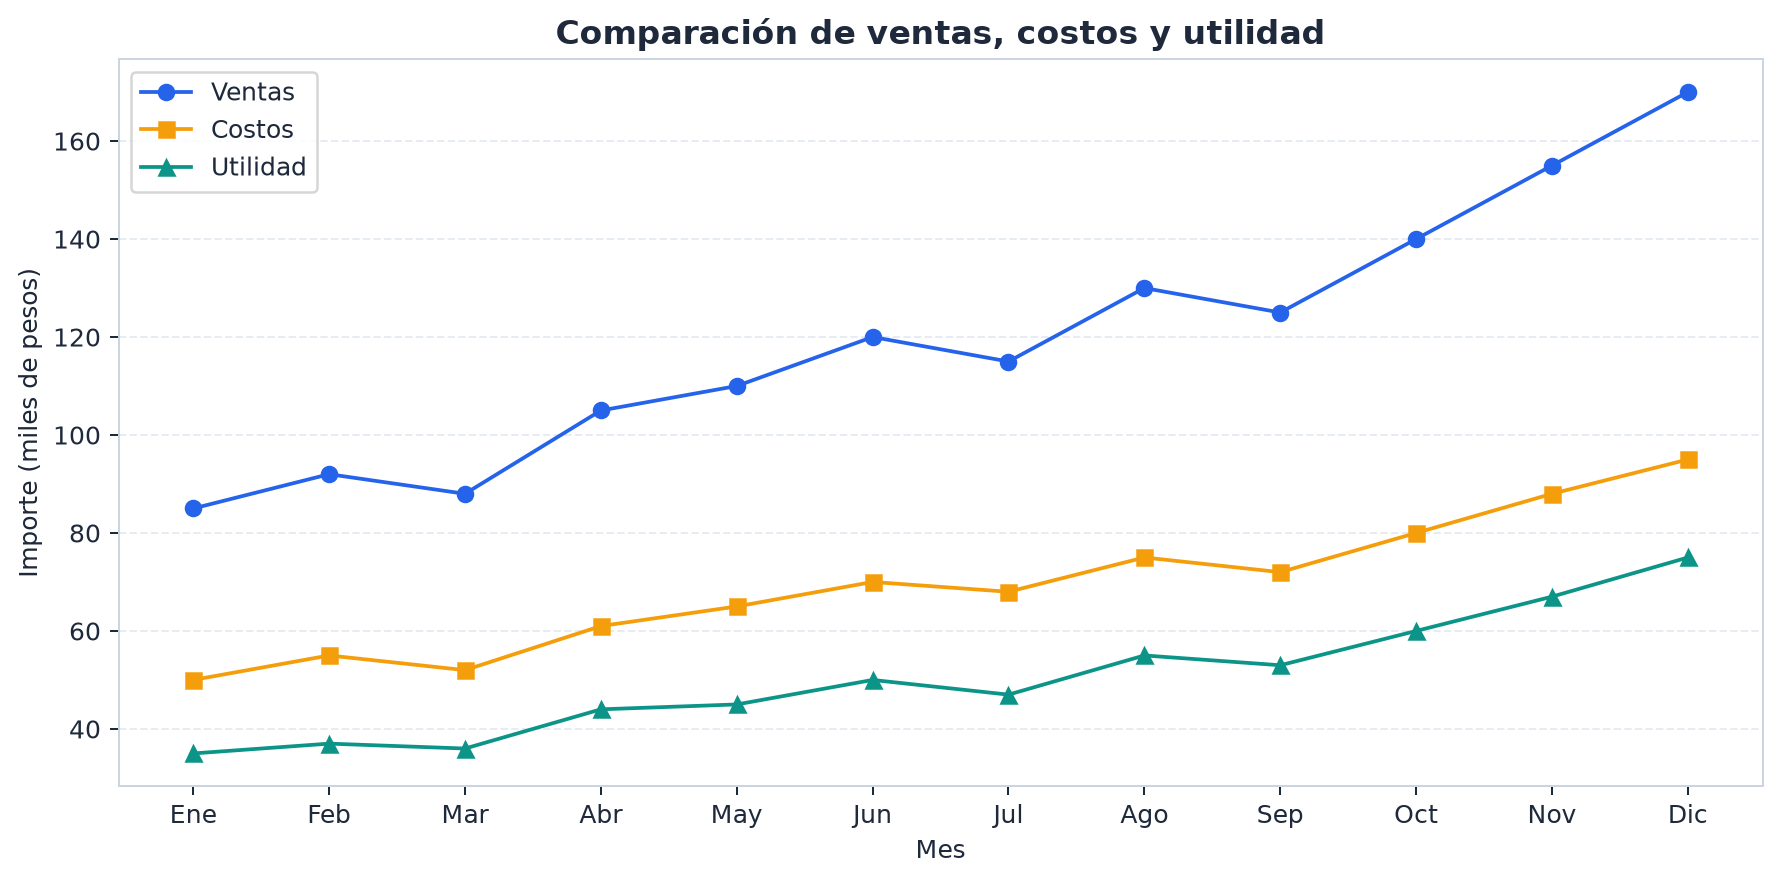 Comparación de ventas, costos y utilidad
Ventas
Costos
Utilidad
160
140
120
100
80
60
40
Importe (miles de pesos)
Ene Feb Mar Abr May Jun Jul Ago Sep Oct Nov Dic
Mes